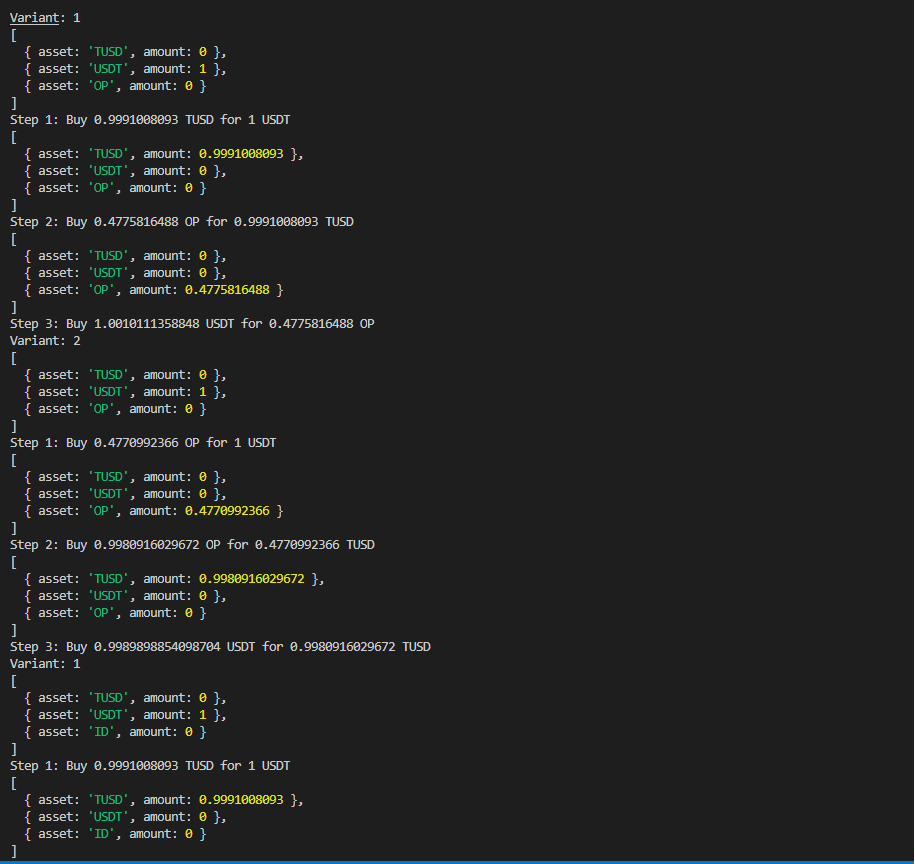 Variant: 1
[
  { asset: 'TUSD', amount: 0 },
  { asset: 'USDT', amount: 1 },
  { asset: 'OP', amount: 0 }
]
Step 1: Buy 0.9991008093 TUSD for 1 USDT
[
  { asset: 'TUSD', amount: 0.9991008093 },
  { asset: 'USDT', amount: 0 },
  { asset: 'OP', amount: 0 }
]
Step 2: Buy 0.4775816488 OP for 0.9991008093 TUSD
[
  { asset: 'TUSD', amount: 0 },
  { asset: 'USDT', amount: 0 },
  { asset: 'OP', amount: 0.4775816488 }
]
Step 3: Buy 1.0010111358848 USDT for 0.4775816488 OP
Variant: 2
[
  { asset: 'TUSD', amount: 0 },
  { asset: 'USDT', amount: 1 },
  { asset: 'OP', amount: 0 }
]
Step 1: Buy 0.4770992366 OP for 1 USDT
[
  { asset: 'TUSD', amount: 0 },
  { asset: 'USDT', amount: 0 },
  { asset: 'OP', amount: 0.4770992366 }
]
Step 2: Buy 0.9980916029672 OP for 0.4770992366 TUSD
[
  { asset: 'TUSD', amount: 0.9980916029672 },
  { asset: 'USDT', amount: 0 },
  { asset: 'OP', amount: 0 }
]
Step 3: Buy 0.9989898854098704 USDT for 0.9980916029672 TUSD
Variant: 1
[
  { asset: 'TUSD', amount: 0 },
  { asset: 'USDT', amount: 1 },
  { asset: 'ID', amount: 0 }
]
Step 1: Buy 0.9991008093 TUSD for 1 USDT
[
  { asset: 'TUSD', amount: 0.9991008093 },
  { asset: 'USDT', amount: 0 },
  { asset: 'ID', amount: 0 }
]